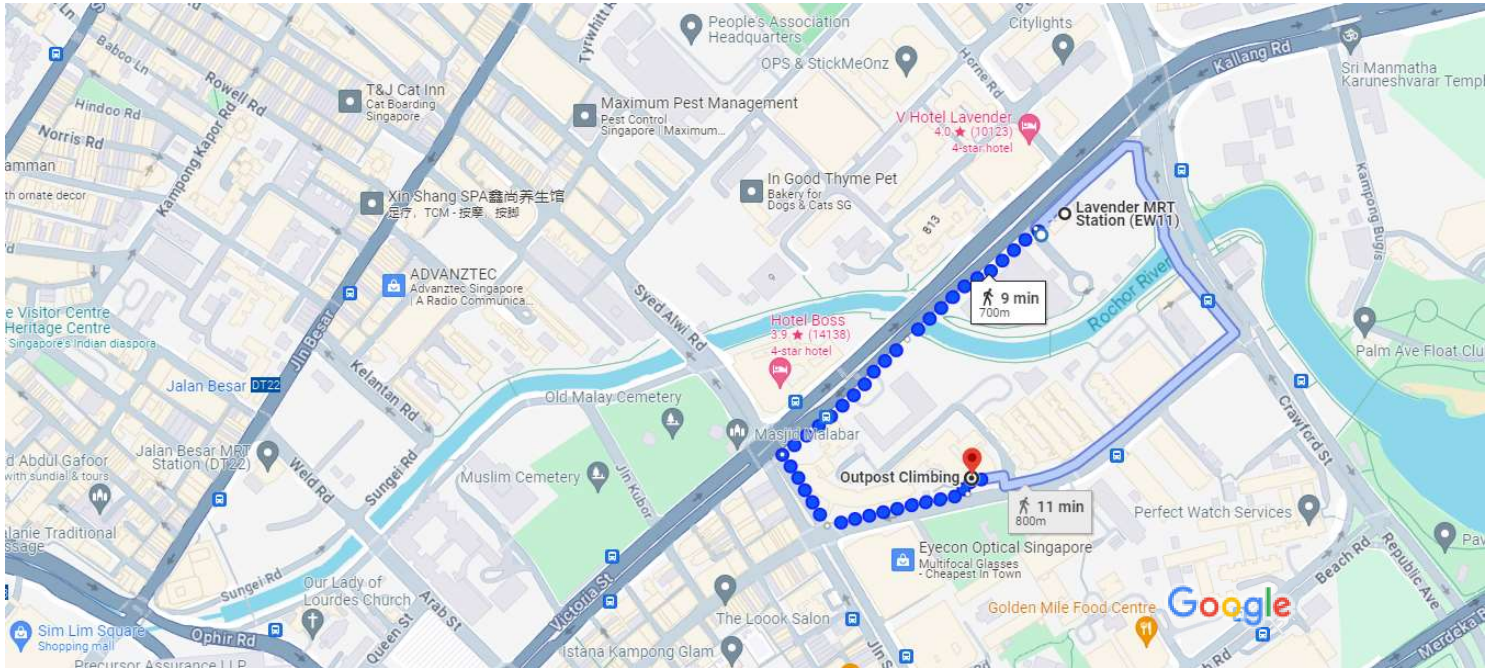 People's Association
Headquarters
Citylights
Tyrwhitt
OPS & StickMeOnz
Horne Rd
Kallang Rd
Sri Manmatha
Karuneshvarar Templ
Baboo Ln
Rowell Rd
T&J Cat Inn
Cat Boarding
Singapore
Hindoo Rd
Norris Rd
Maximum Pest Management
Pest Control
Singapore | Maximum...
V Hotel Lavender
4.0 ★ (10123)
4-star hotel
Kampong Kapor Rd
amman
th ornate decor
Xin Shang SPA鑫尚养生馆
足疗, TCM - 按摩, 按脚
In Good Thyme Pet
Bakery for
Dogs & Cats SG
813
Lavender MRT
Station (EW11)
Kampong Bugis
ADVANZTEC
Advanztec Singapore
| A Radio Communica...
9 min
700m
Rochor River
Syed Alwi Rd
e Visitor Centre
Heritage Centre
Singapore's Indian diaspora
Jln Besar
Hotel Boss
3.9 ★ (14138)
4-star hotel
Palm Ave Float Clu
Jalan Besar DT22
Kelantan Rd
Old Malay Cemetery
Masjid Malabar
Crawford St
d Abdul Gafoor
with sundial & tours
Jalan Besar MRT
Station (DT22)
Weld Rd
Sungei Rd
Muslim Cemetery
Jln Kubor
Outpost Climbing
11 min
800m
Perfect Watch Services
alanie Traditional
ssage
Eyecon Optical Singapore
Multifocal Glasses
- Cheapest In Town
Beach Rd
Republic Ave
Pav
Sungei Rd
Our Lady of
Lourdes Church
Arab St
Queen St
Victoria St
The Loook Salon
Golden Mile Food Centre
Google
Sim Lim Square
Shopping mall
Ophir Rd
Istana Kampong Glam
Jln S
Merdeka B
Precursor Assurance LLP